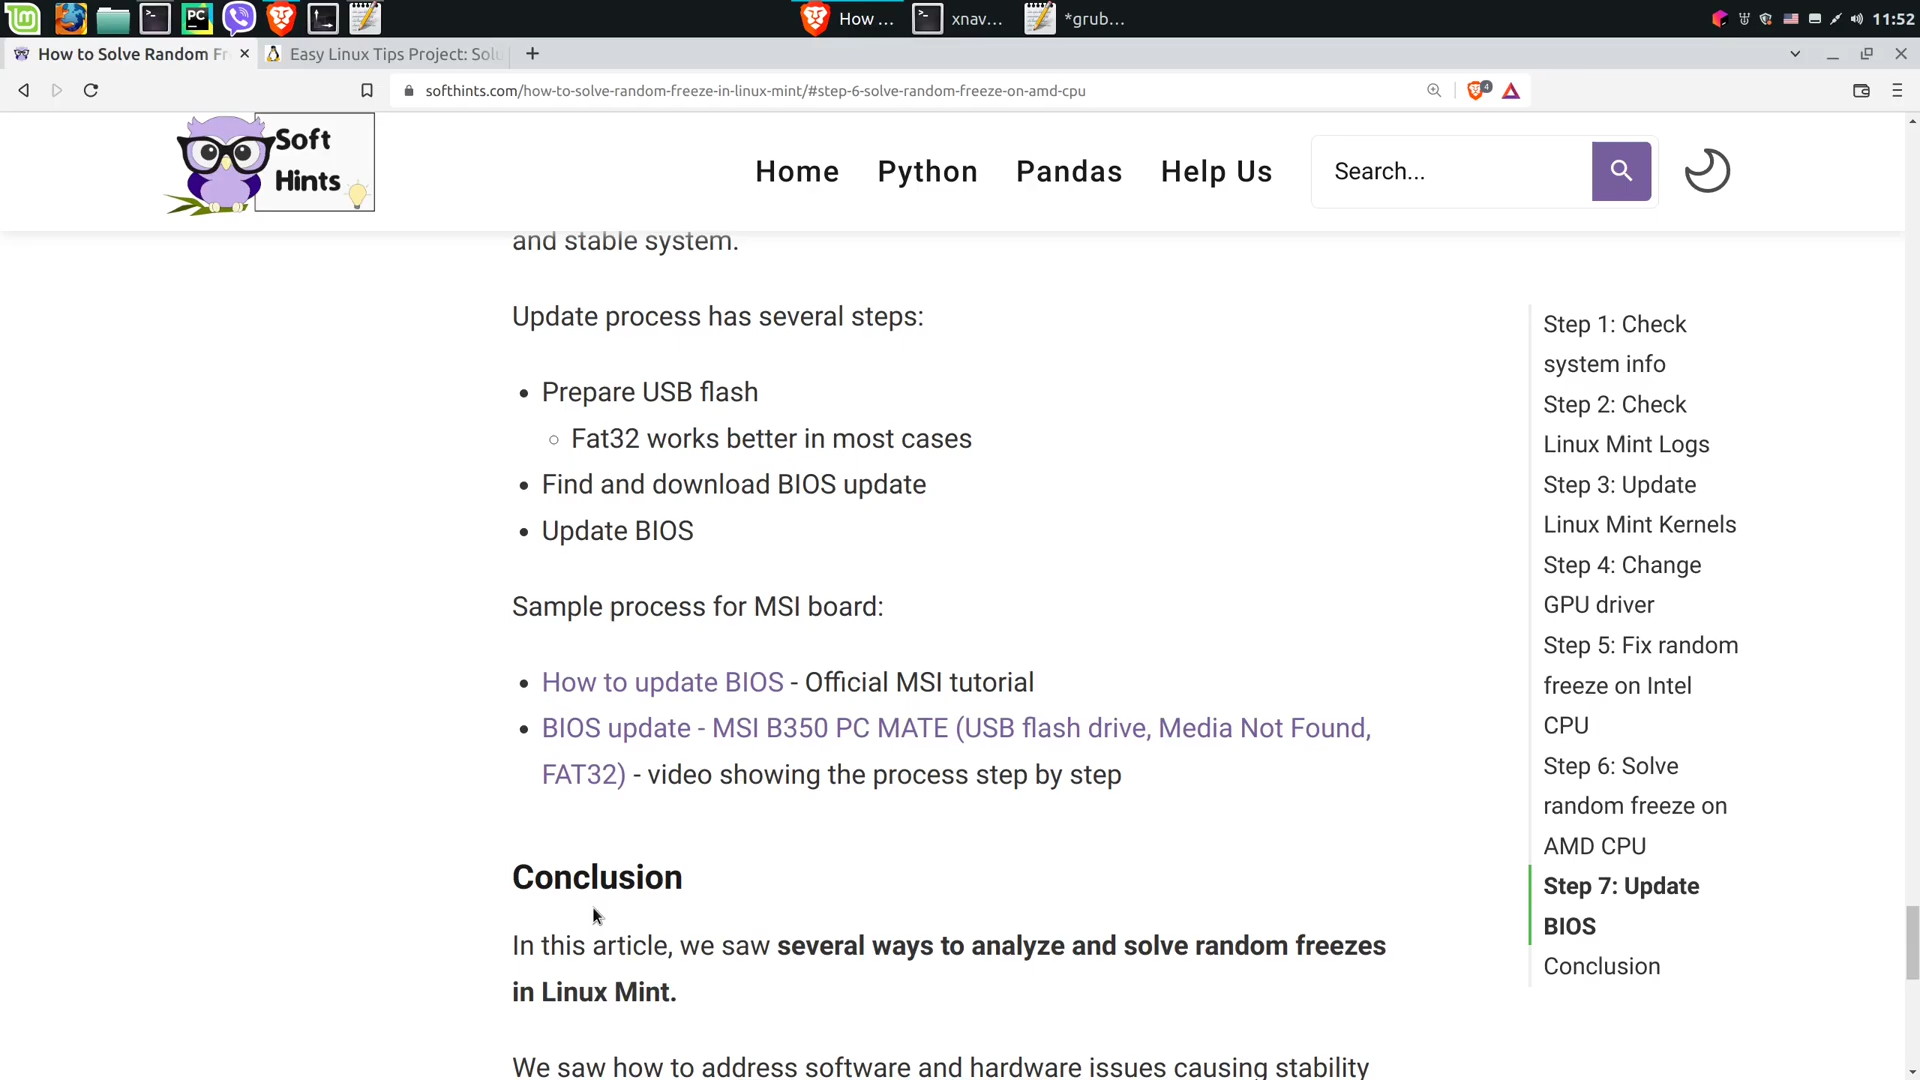 How ...
xnav...
*grub...
11:52
How to Solve Random Fr
Easy Linux Tips Project: Solu
softhints.com/how-to-solve-random-freeze-in-linux-mint/#step-6-solve-random-freeze-on-amd-cpu
4
Soft
Hints
Home
Python
Pandas
Help Us
Search...
and stable system.
Update process has several steps:
• Prepare USB flash
◦ Fat32 works better in most cases
• Find and download BIOS update
• Update BIOS
Sample process for MSI board:
• How to update BIOS - Official MSI tutorial
• BIOS update - MSI B350 PC MATE (USB flash drive, Media Not Found,
FAT32) - video showing the process step by step
Conclusion
In this article, we saw several ways to analyze and solve random freezes
in Linux Mint.
We saw how to address software and hardware issues causing stability
Step 1: Check
system info
Step 2: Check
Linux Mint Logs
Step 3: Update
Linux Mint Kernels
Step 4: Change
GPU driver
Step 5: Fix random
freeze on Intel
CPU
Step 6: Solve
random freeze on
AMD CPU
Step 7: Update
BIOS
Conclusion